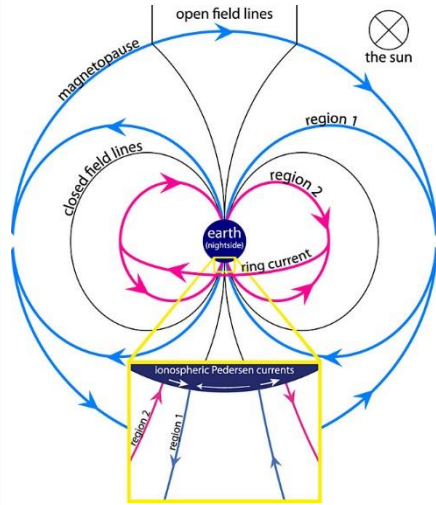 open field lines
the sun
magnetopause
region 1
closed field lines
region 2
earth
(nightside)
ring current
ionospheric Pedersen currents
region 2
region 1